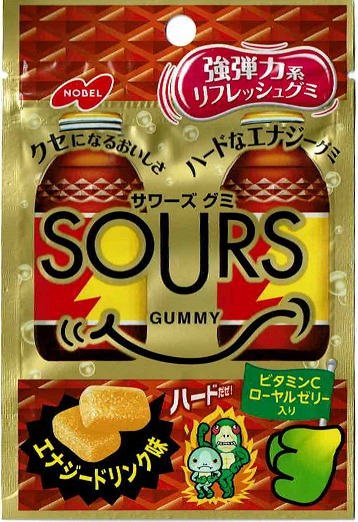 NOBEL
強弾力系
リフレッシュグミ
クセになるおいしさ
ハードなエナジーグミ
サワーズ グミ
SOURS
GUMMY
ハードだぜ!
ビタミンC
ローヤルゼリー
入り
エナジードリンク味